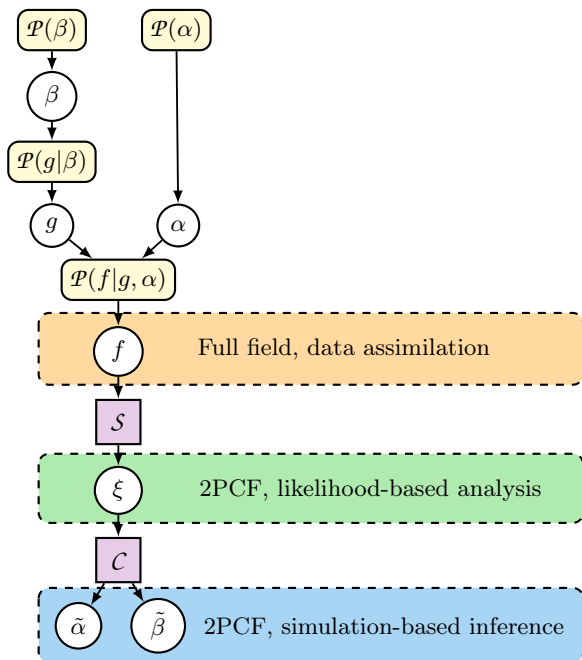 𝒫(β) 𝒫(α)
β
𝒫(g|β)
g α
𝒫(f|g, α)
f Full field, data assimilation
𝒮
ξ 2PCF, likelihood-based analysis
𝒞
α̃ β̃ 2PCF, simulation-based inference